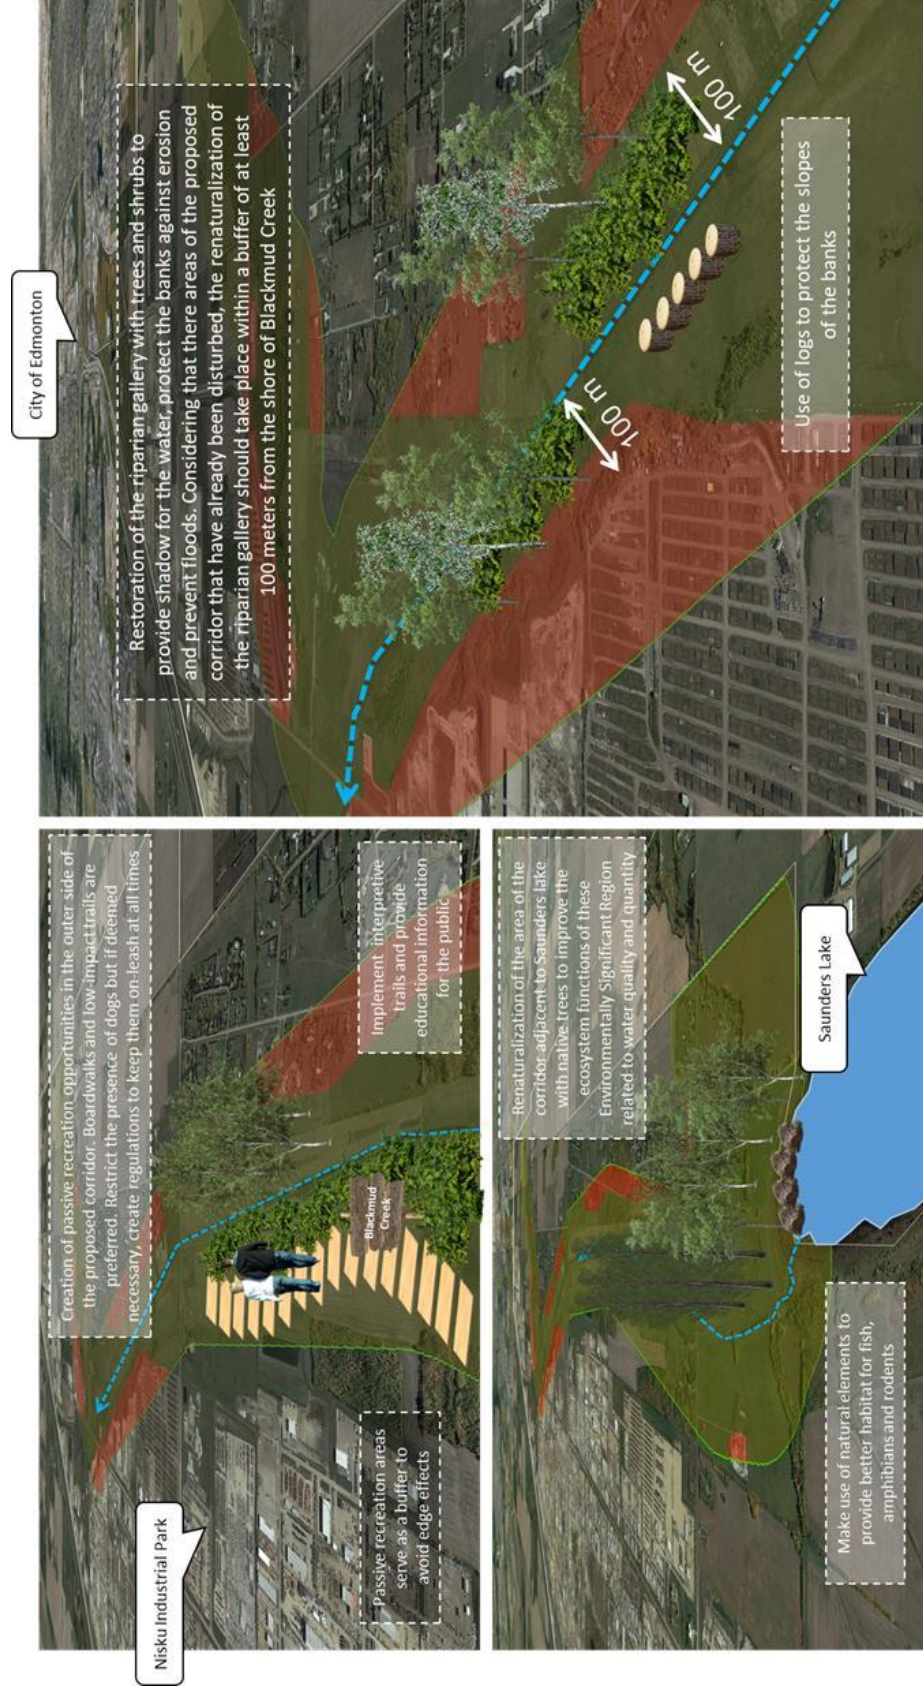 Nisku Industrial Park
Creation of passive recreation opportunities in the outer side of
the proposed corridor. Boardwalks and low-impact trails are
preferred. Restrict the presence of dogs but if deemed
necessary, create regulations to keep them on-leash at all times
Blackmud
Creek
Passive recreation areas
serve as a buffer to
avoid edge effects
Implement interpretive
trails and provide
educational information
for the public
Renaturalization of the area of the
corridor adjacent to Saunders lake
with native trees to improve the
ecosystem functions of these
Environmentally Significant Region
related to water quality and quantity
Make use of natural elements to
provide better habitat for fish,
amphibians and rodents
Saunders Lake
City of Edmonton
Restoration of the riparian gallery with trees and shrubs to
provide shadow for the water, protect the banks against erosion
and prevent floods. Considering that there areas of the proposed
corridor that have already been disturbed, the renaturalization of
the riparian gallery should take place within a buffer of at least
100 meters from the shore of Blackmud Creek
100 m
100 m
Use of logs to protect the slopes
of the banks